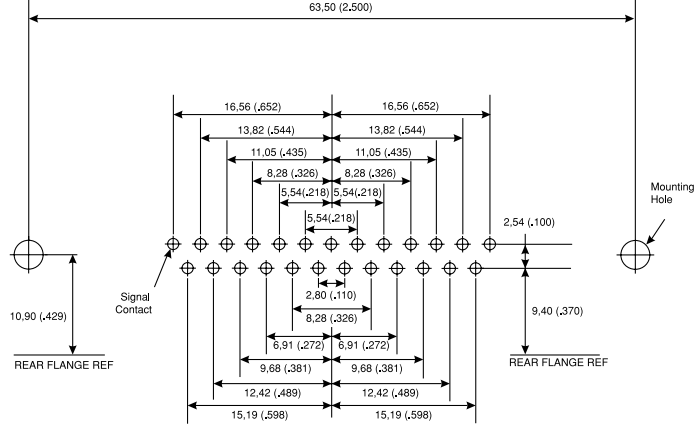 63,50 (2.500)
16,56 (.652) 16,56 (.652)
13,82 (.544) 13,82 (.544)
11,05 (.435) 11,05 (.435)
8,28 (.326) 8,28 (.326)
5,54(.218) 5,54(.218)
5,54(.218)
Mounting
Hole
2,54 (.100)
Signal
Contact
2,80 (.110)
8,28 (.326)
10,90 (.429)
9,40 (.370)
6,91 (.272) 6,91 (.272)
REAR FLANGE REF
REAR FLANGE REF
9,68 (.381) 9,68 (.381)
12,42 (.489) 12,42 (.489)
15,19 (.598) 15,19 (.598)